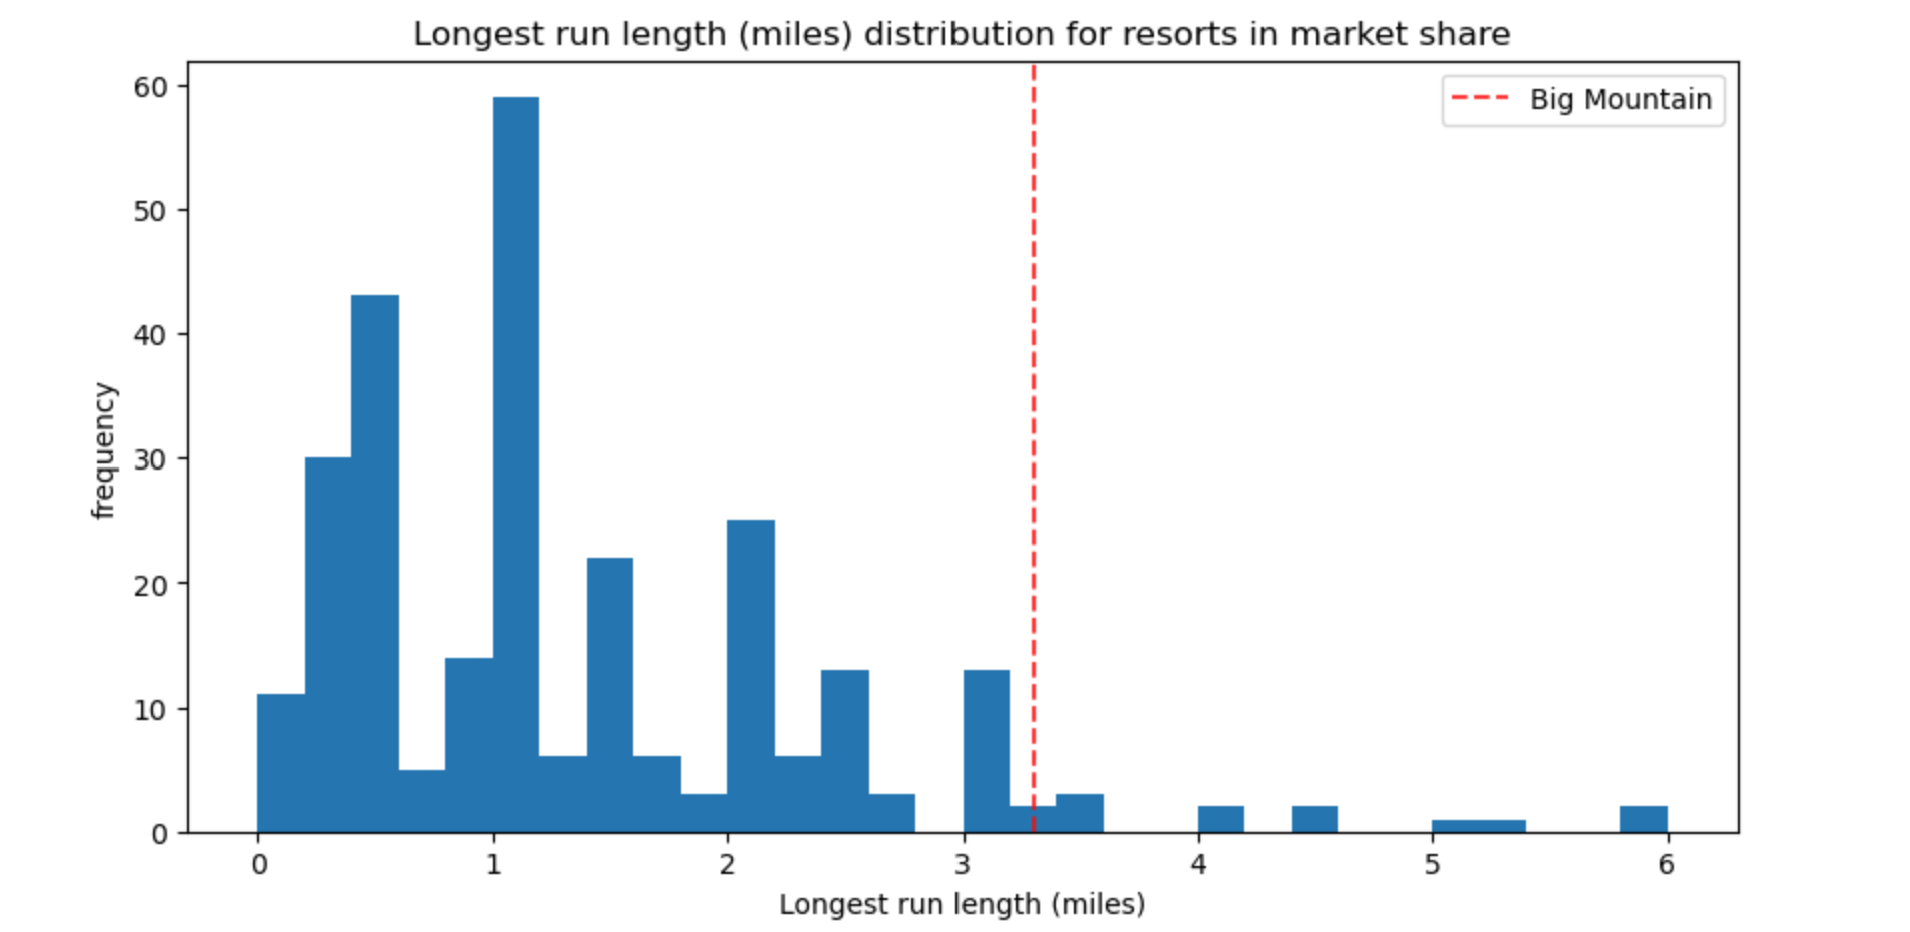 Longest run length (miles) distribution for resorts in market share
Big Mountain
60
50
40
30
20
10
0
frequency
0 1 2 3 4 5 6
Longest run length (miles)